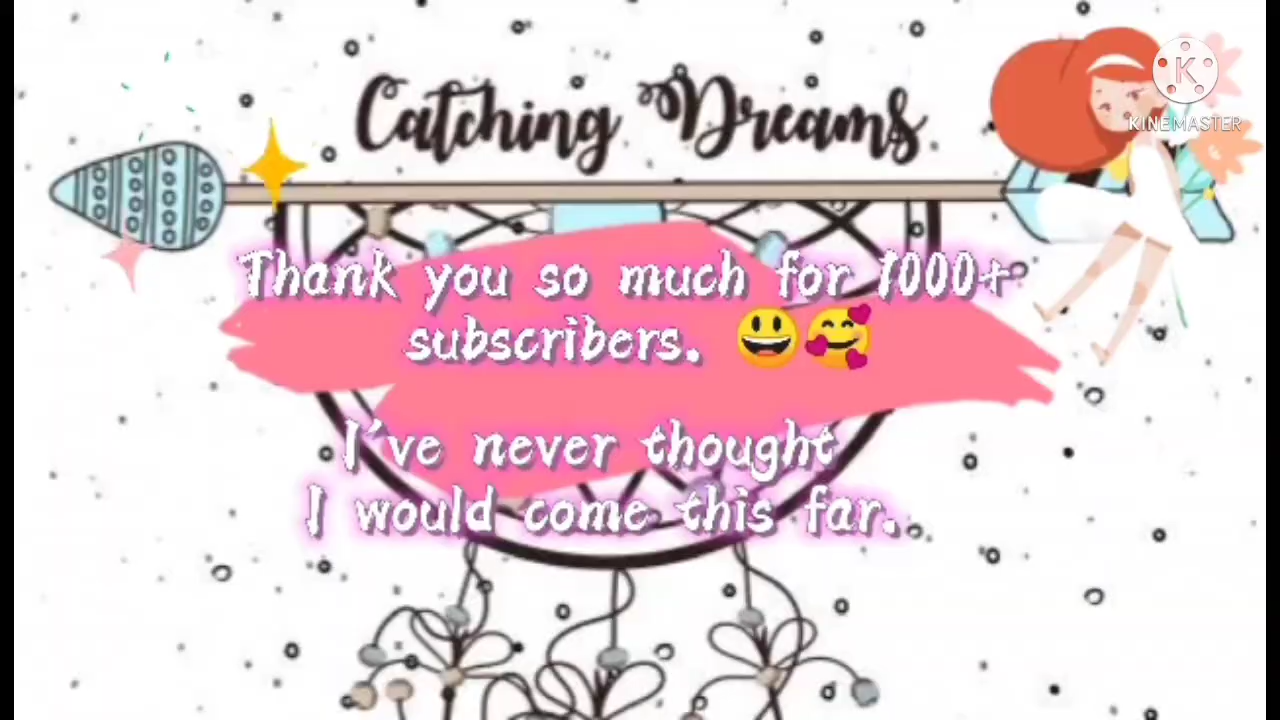 Catching Dreams
K
KINEMASTER
Thank you so much for 1000+
subscribers. 😃🥰
I've never thought
I would come this far.